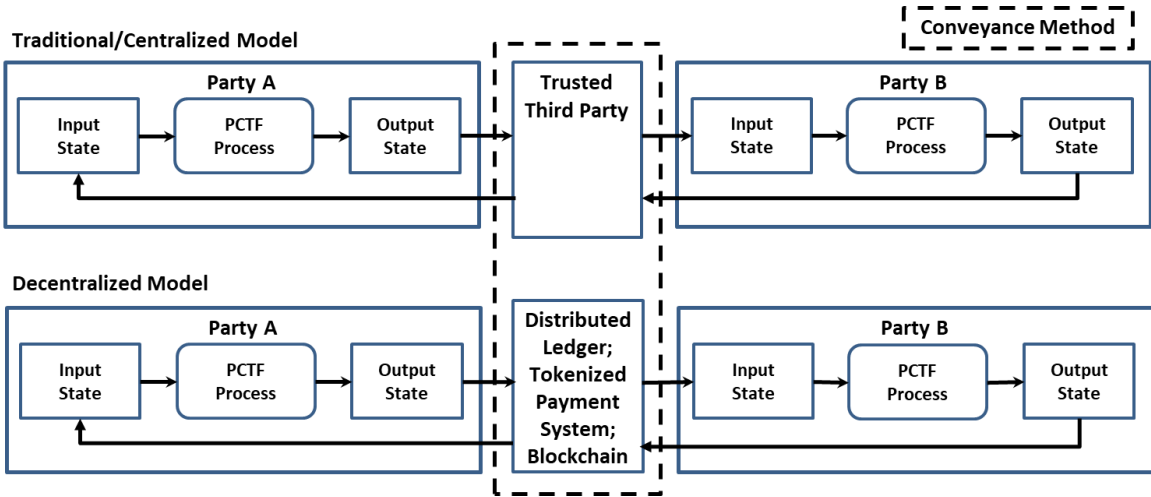 Conveyance Method
Traditional/Centralized Model
Party A
Input
State
PCTF
Process
Output
State
Trusted
Third Party
Party B
Input
State
PCTF
Process
Output
State
Decentralized Model
Party A
Input
State
PCTF
Process
Output
State
Distributed
Ledger;
Tokenized
Payment
System;
Blockchain
Party B
Input
State
PCTF
Process
Output
State